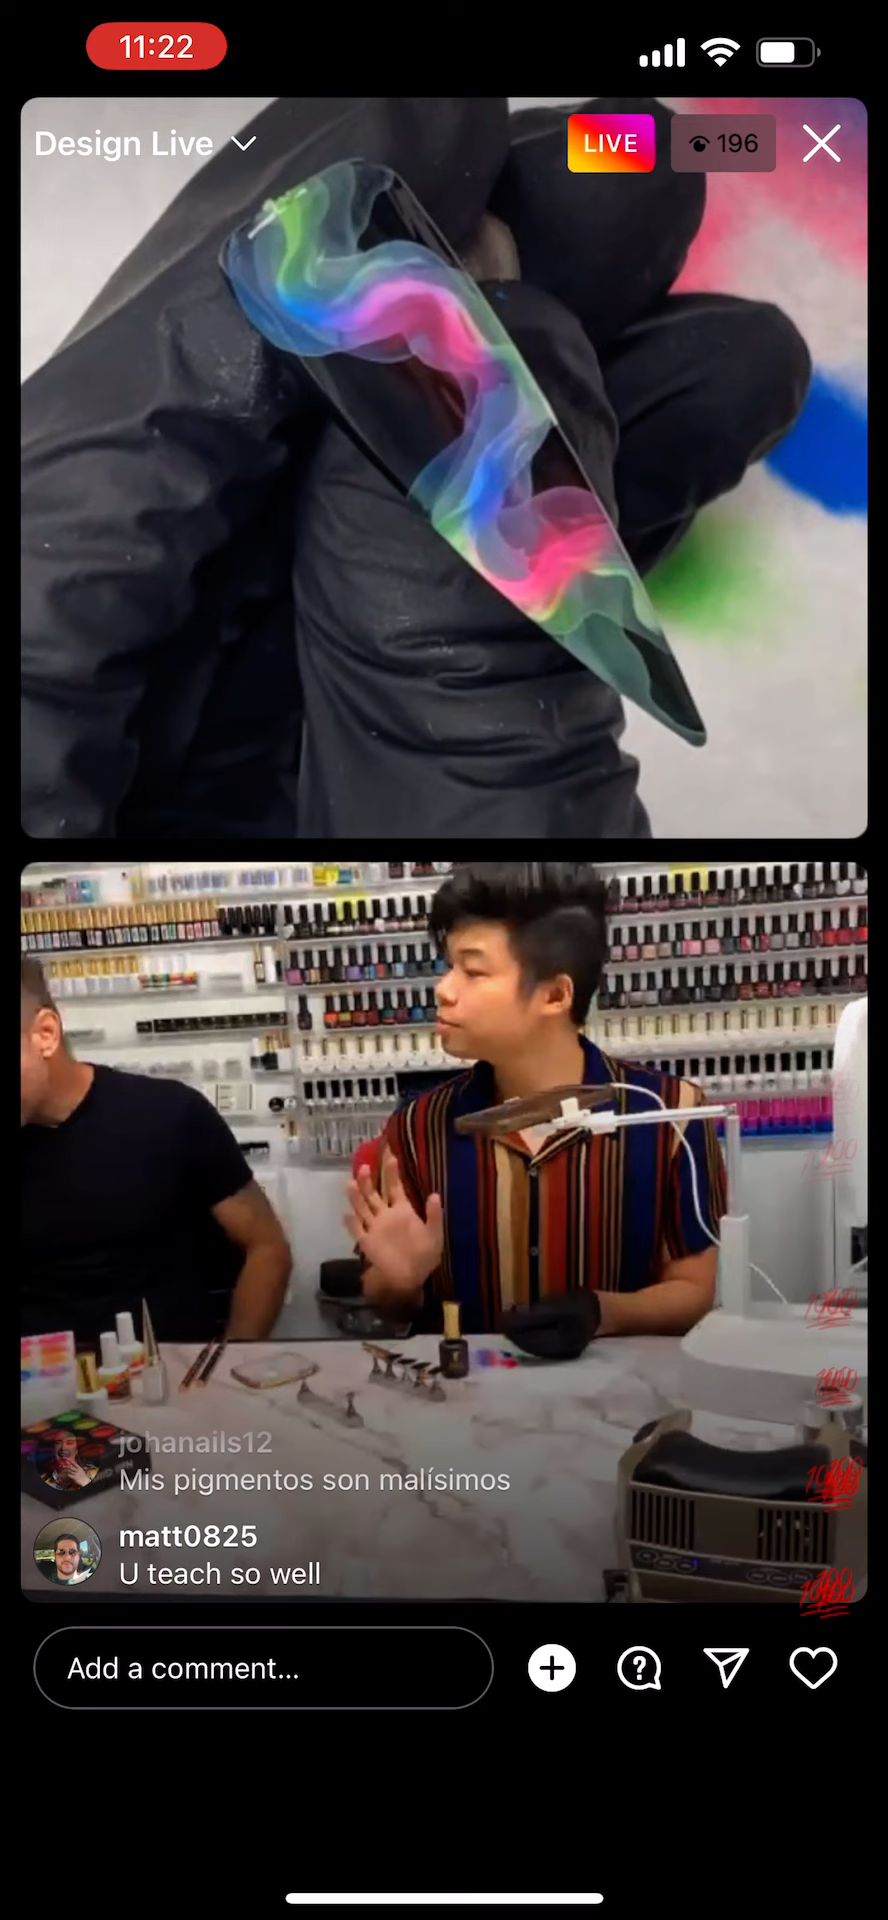 11:22
Design Live
LIVE
196
johanails12
Mis pigmentos son malísimos
matt0825
U teach so well
Add a comment...